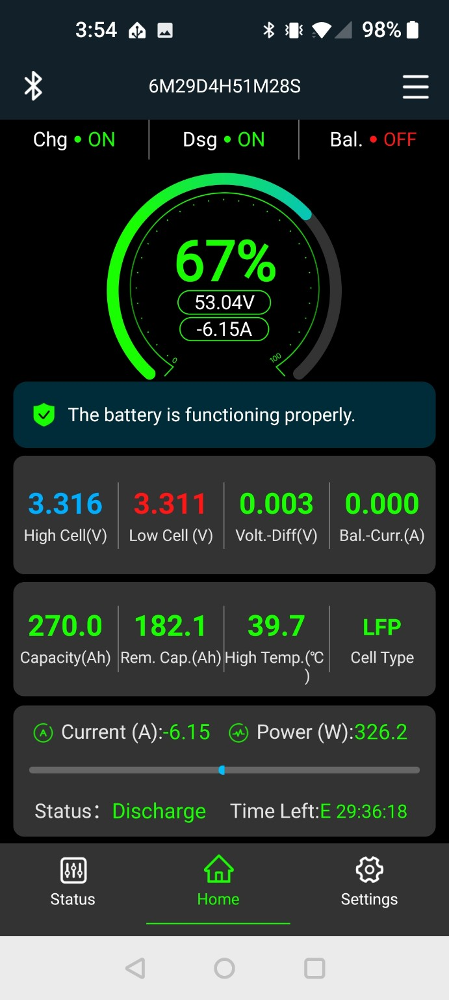 3:54 98%
6M29D4H51M28S
Chg • ON Dsg • ON Bal. • OFF
67%
53.04V
-6.15A
0 100
The battery is functioning properly.
3.316 3.311 0.003 0.000
High Cell(V) Low Cell (V) Volt.-Diff(V) Bal.-Curr.(A)
270.0 182.1 39.7 LFP
Capacity(Ah) Rem. Cap.(Ah) High Temp.(℃ Cell Type
)
A Current (A):-6.15 Power (W):326.2
Status： Discharge Time Left:E 29:36:18
Status Home Settings